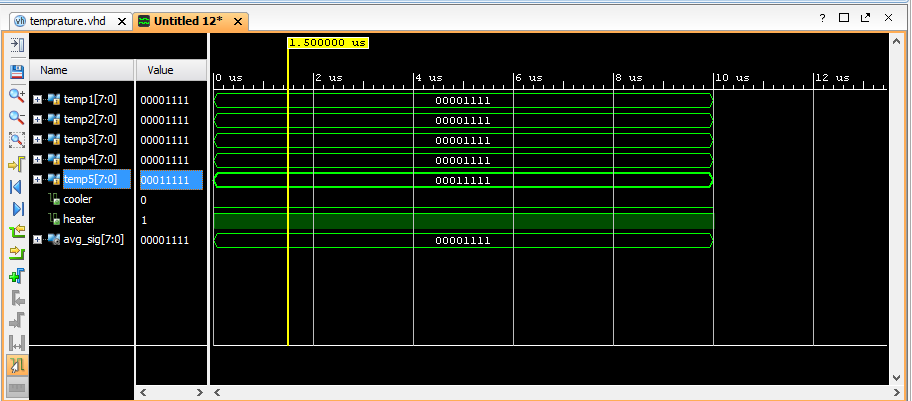 temprature.vhd Untitled 12*
1.500000 us
Name Value
0 us 2 us 4 us 6 us 8 us 10 us 12 us
temp1[7:0] 00001111 00001111
temp2[7:0] 00001111 00001111
temp3[7:0] 00001111 00001111
temp4[7:0] 00001111 00001111
temp5[7:0] 00011111 00011111
cooler 0
heater 1
avg_sig[7:0] 00001111 00001111